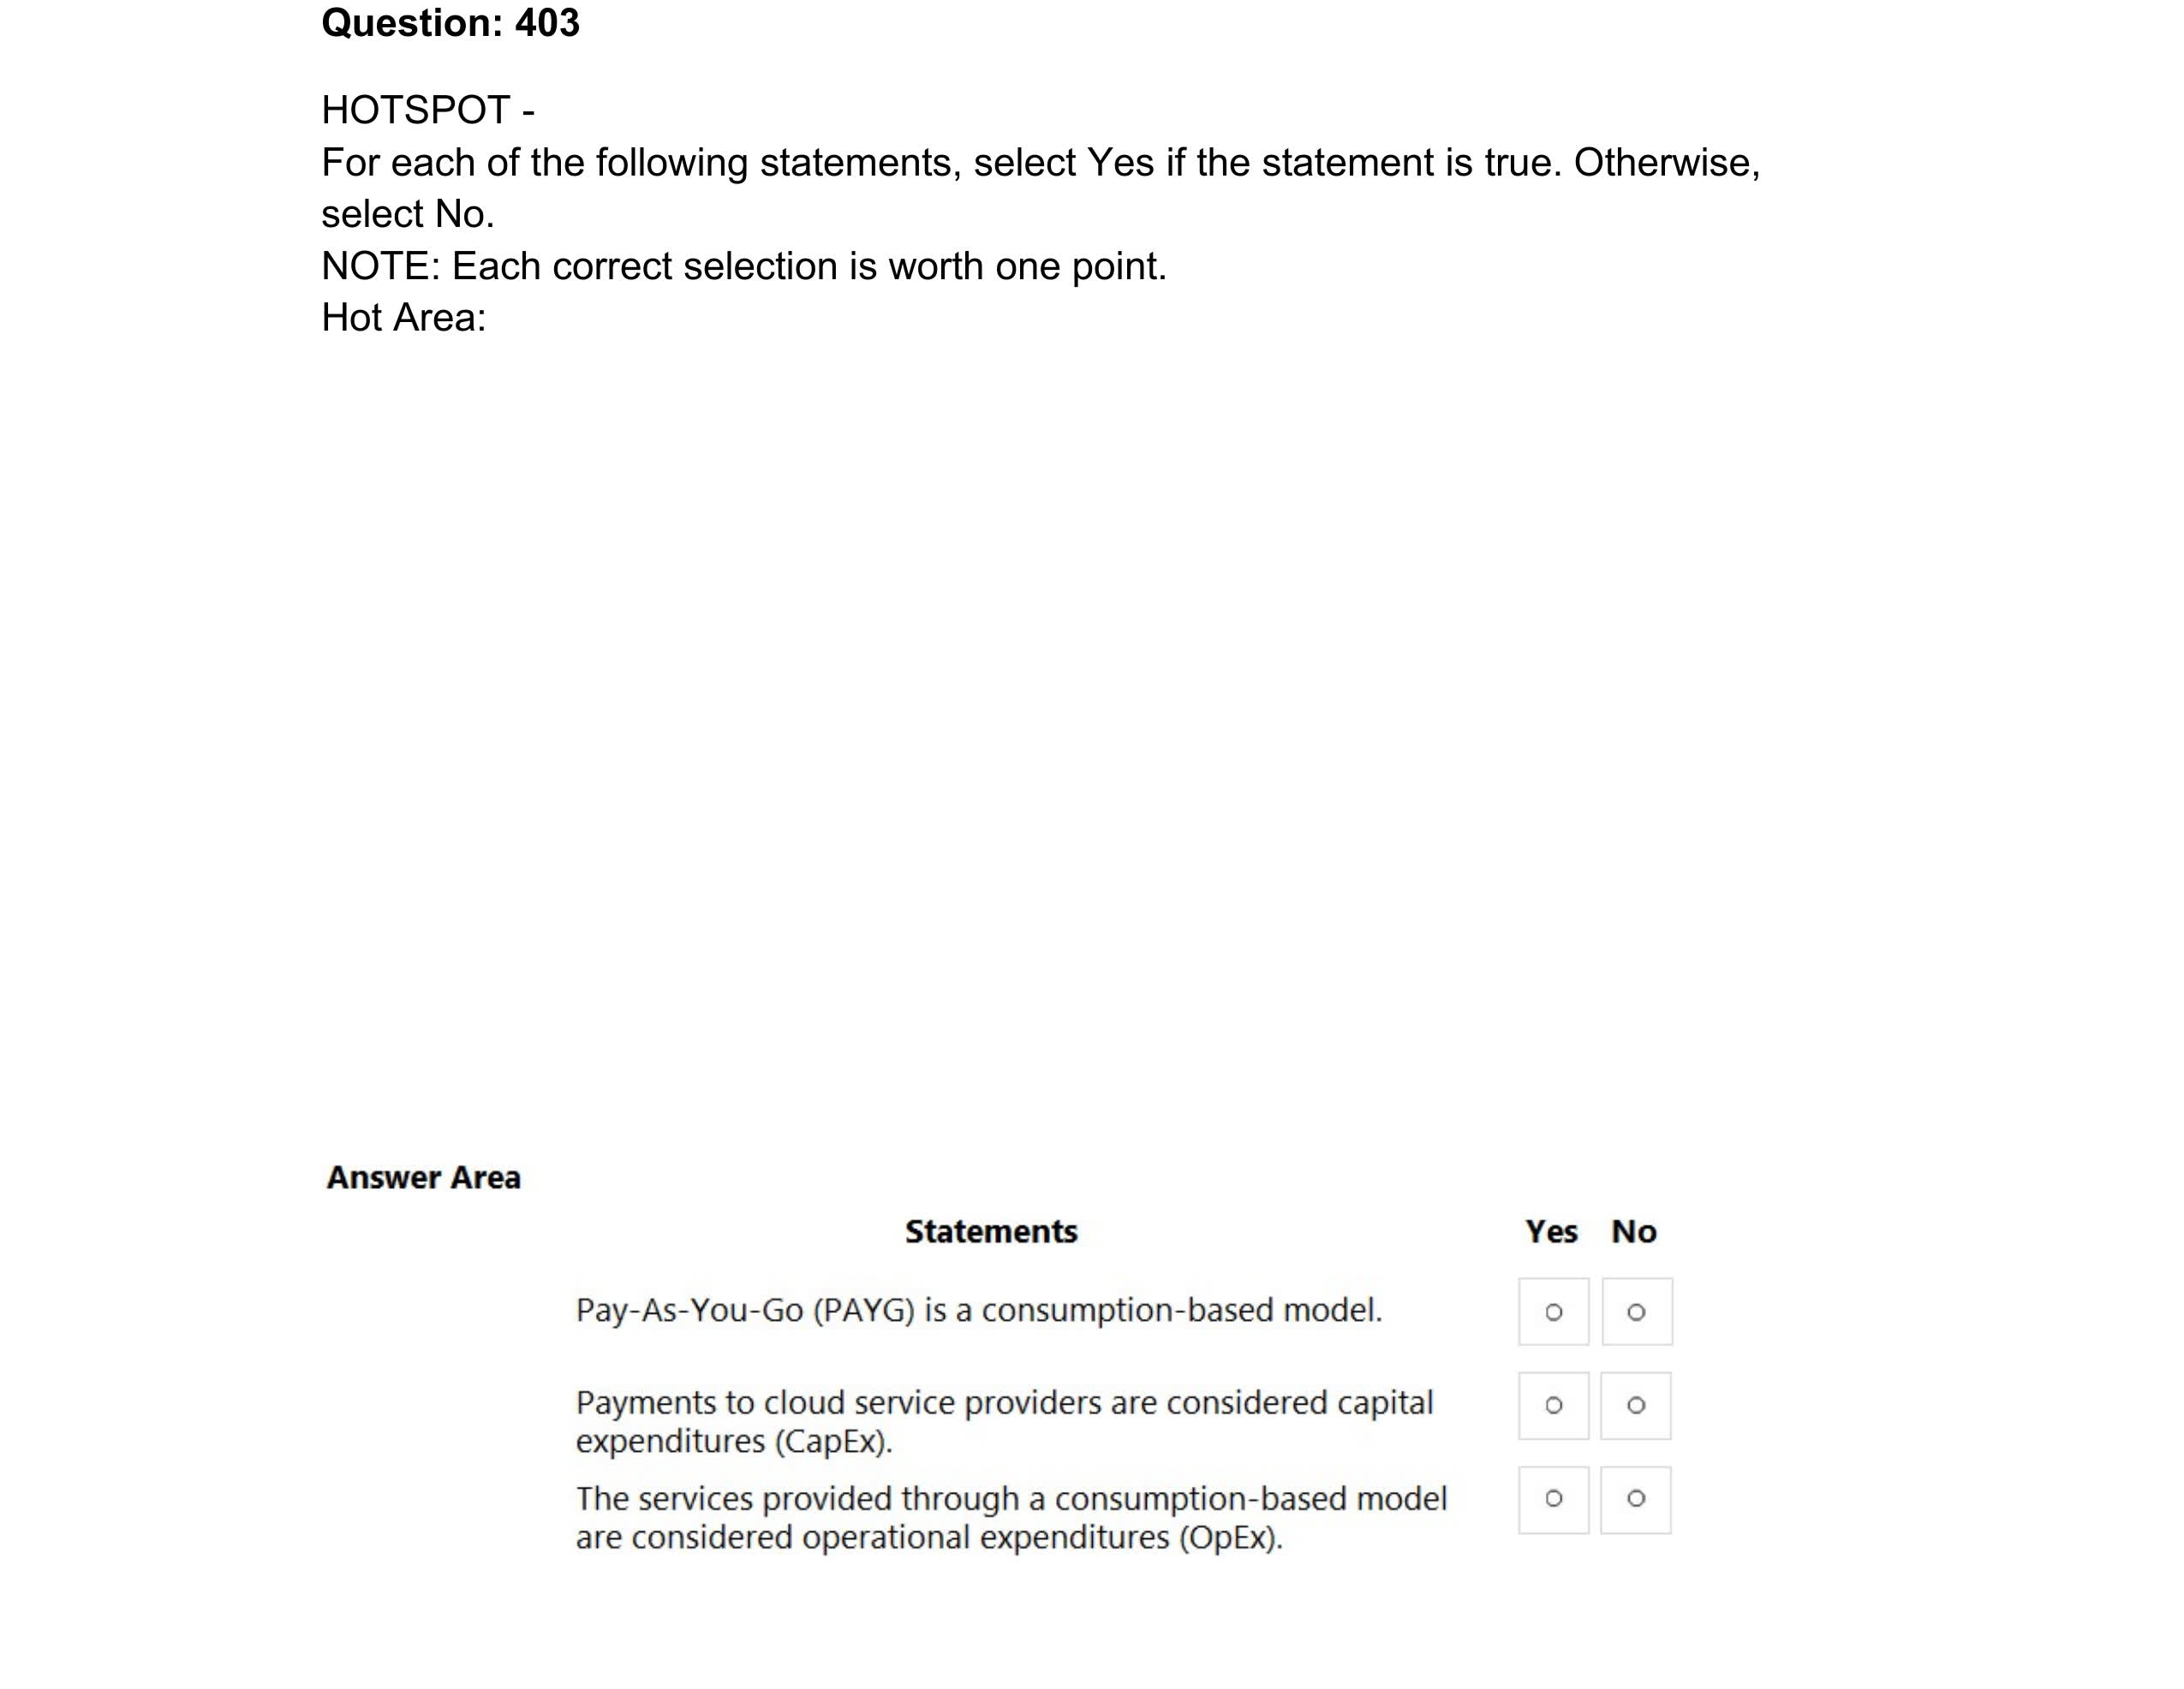 Question: 403
HOTSPOT -
For each of the following statements, select Yes if the statement is true. Otherwise,
select No.
NOTE: Each correct selection is worth one point.
Hot Area:
Answer Area
Statements Yes No
Pay-As-You-Go (PAYG) is a consumption-based model.
Payments to cloud service providers are considered capital
expenditures (CapEx).
The services provided through a consumption-based model
are considered operational expenditures (OpEx).